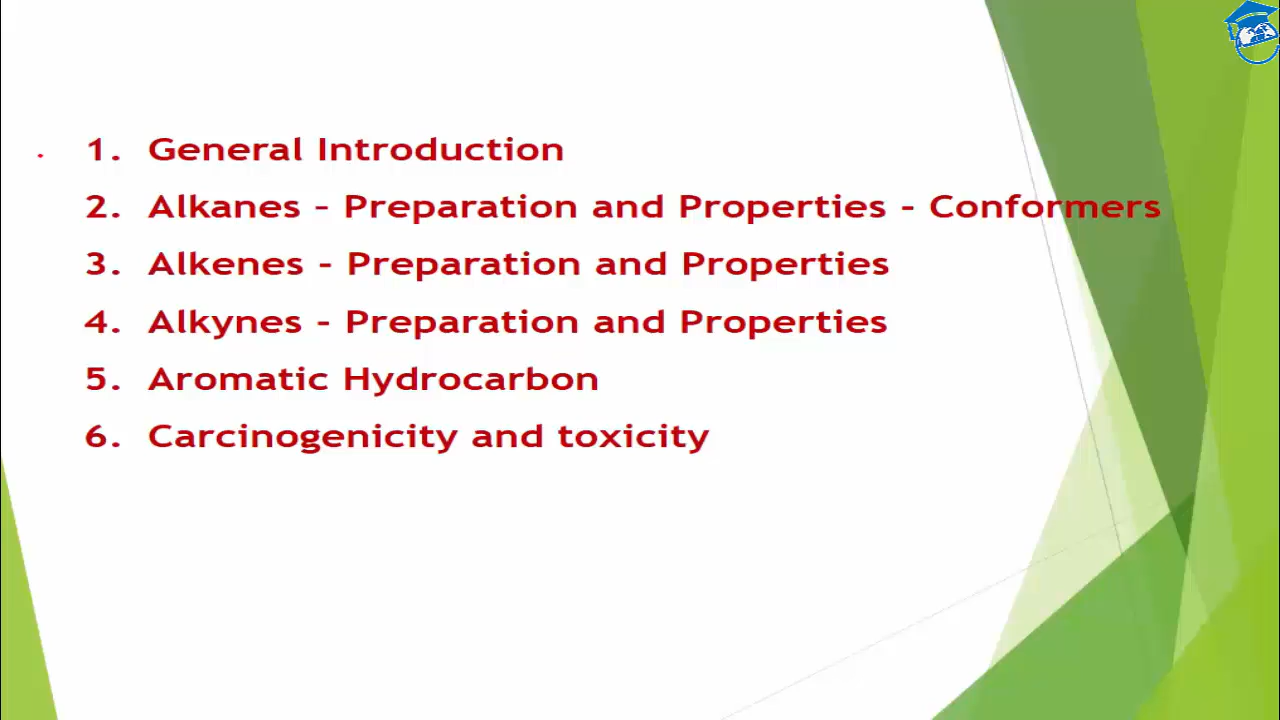 1. General Introduction
2. Alkanes - Preparation and Properties - Conformers
3. Alkenes - Preparation and Properties
4. Alkynes - Preparation and Properties
5. Aromatic Hydrocarbon
6. Carcinogenicity and toxicity